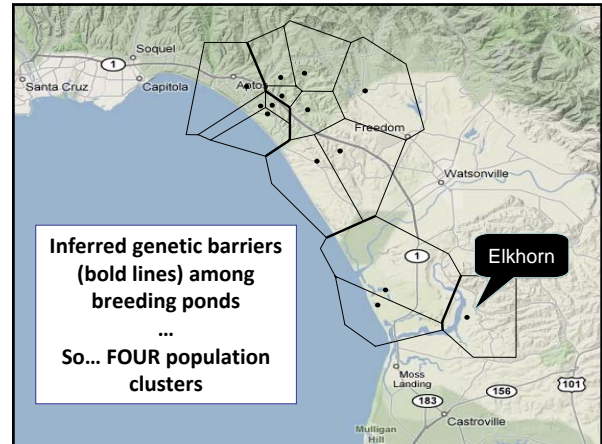 Soquel
1
Santa Cruz
Capitola
Aptos
Freedom
Watsonville
Inferred genetic barriers
(bold lines) among
breeding ponds
...
So... FOUR population
clusters
1
Elkhorn
Moss
Landing
101
156
183
Castroville
Mulligan
Hill